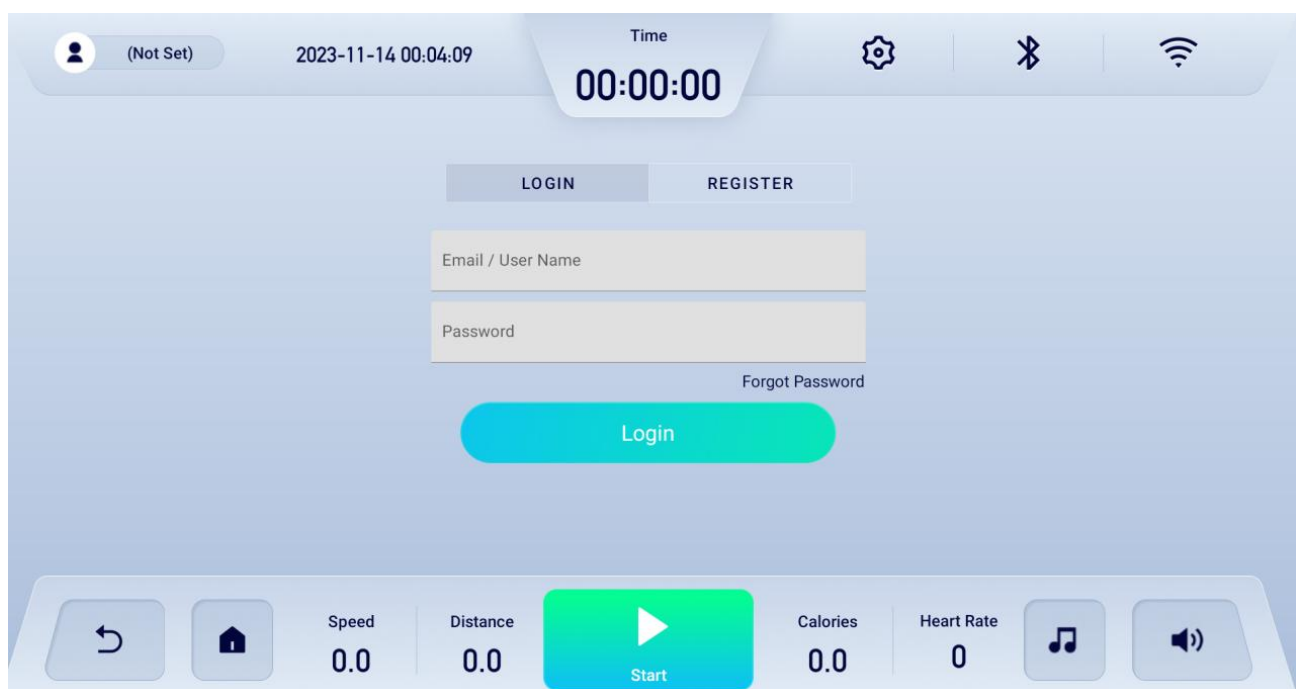 (Not Set)
2023-11-14 00:04:09
Time
00:00:00
LOGIN
REGISTER
Email / User Name
Password
Forgot Password
Login
Speed
0.0
Distance
0.0
Start
Calories
0.0
Heart Rate
0